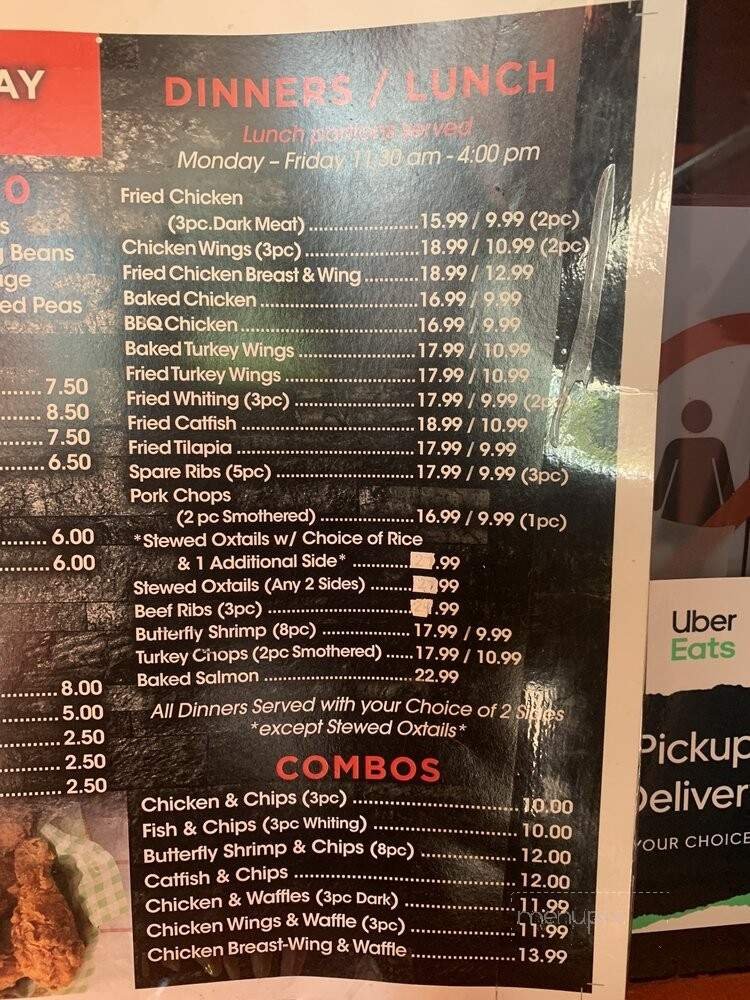 AY
O
s
g Beans
age
ed Peas
7.50
8.50
7.50
6.50
6.00
6.00
8.00
5.00
2.50
2.50
2.50
DINNERS / LUNCH
Lunch portions served
Monday – Friday 11:30 am - 4:00 pm
Fried Chicken
(3pc. Dark Meat) ..................... 15.99 / 9.99 (2pc)
Chicken Wings (3pc) ..................... 18.99 / 10.99 (2pc)
Fried Chicken Breast & Wing .......... 18.99 / 12.99
Baked Chicken ............................. 16.99 / 9.99
BBQ Chicken ................................ 16.99 / 9.99
Baked Turkey Wings ..................... 17.99 / 10.99
Fried Turkey Wings ....................... 17.99 / 10.99
Fried Whiting (3pc) ...................... 17.99 / 9.99 (2pc)
Fried Catfish ................................ 18.99 / 10.99
Fried Tilapia ................................. 17.99 / 9.99
Spare Ribs (5pc) .......................... 17.99 / 9.99 (3pc)
Pork Chops
(2 pc Smothered) .................. 16.99 / 9.99 (1pc)
*Stewed Oxtails w/ Choice of Rice
& 1 Additional Side* ........... .99
Stewed Oxtails (Any 2 Sides) ........ .99
Beef Ribs (3pc) ........................... .99
Butterfly Shrimp (8pc) ................. 17.99 / 9.99
Turkey Chops (2pc Smothered) ..... 17.99 / 10.99
Baked Salmon ............................ 22.99
All Dinners Served with your Choice of 2 Sides
*except Stewed Oxtails*
COMBOS
Chicken & Chips (3pc) ............................. 10.00
Fish & Chips (3pc Whiting) ......................... 10.00
Butterfly Shrimp & Chips (8pc) ................. 12.00
Catfish & Chips ....................................... 12.00
Chicken & Waffles (3pc Dark) .................... 11.99
Chicken Wings & Waffle (3pc) .................... 11.99
Chicken Breast-Wing & Waffle ................... 13.99
Uber
Eats
Pickup
Deliver
YOUR CHOICE